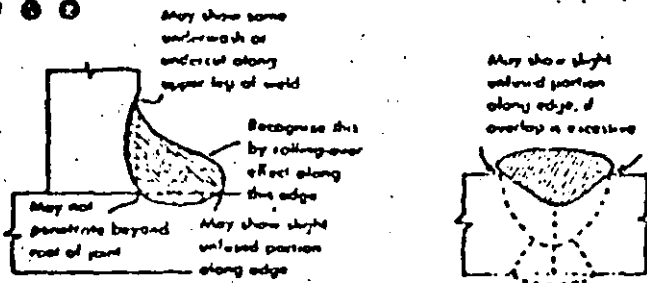 May show some
underwash or
undercut along
upper leg of weld
Recognise this
by rolling-over
effect along
this edge
May not
penetrate beyond
root of joint
May show slight
unfused portion
along edge
May show slight
unfused portion
along edge, if
overlap is excessive